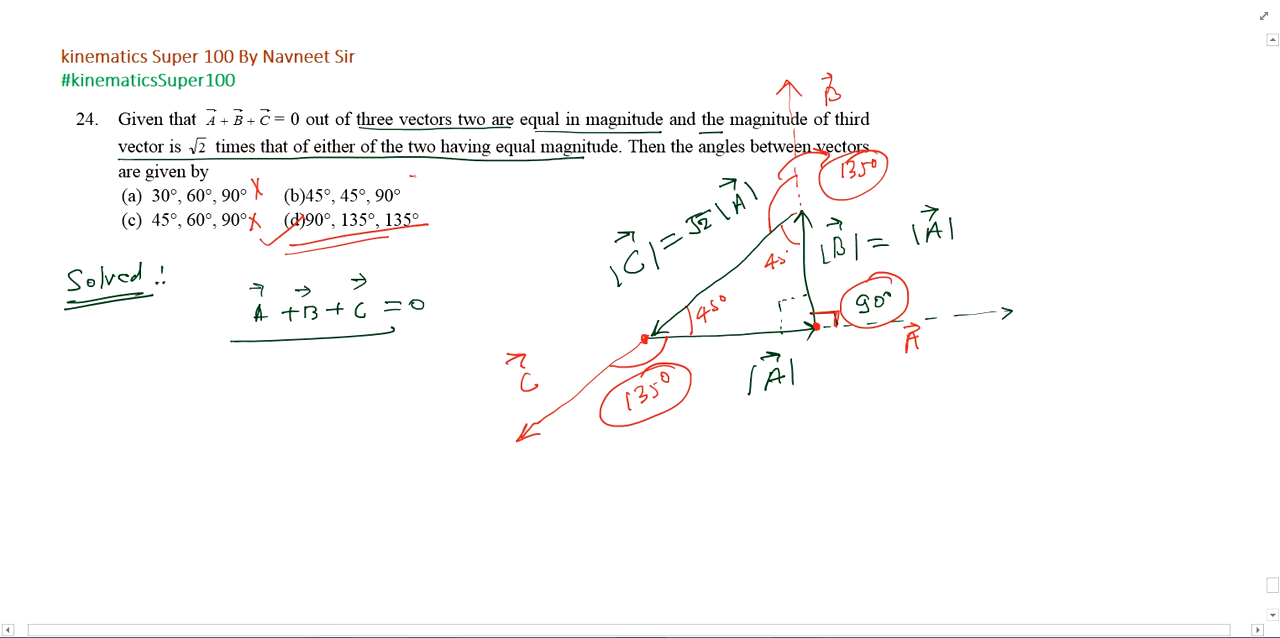 kinematics Super 100 By Navneet Sir
#kinematicsSuper100
24. Given that A⃗ + B⃗ + C⃗ = 0 out of three vectors two are equal in magnitude and the magnitude of third
vector is √2 times that of either of the two having equal magnitude. Then the angles between vectors
are given by
(a) 30°, 60°, 90° X (b)45°, 45°, 90°
(c) 45°, 60°, 90° X (d)90°, 135°, 135°
Solved :
A⃗ + B⃗ + C⃗ = 0
B⃗
135°
|C⃗| = √2 |A⃗|
45°
|B⃗| = |A⃗|
45°
90°
A⃗
C⃗
135°
|A⃗|